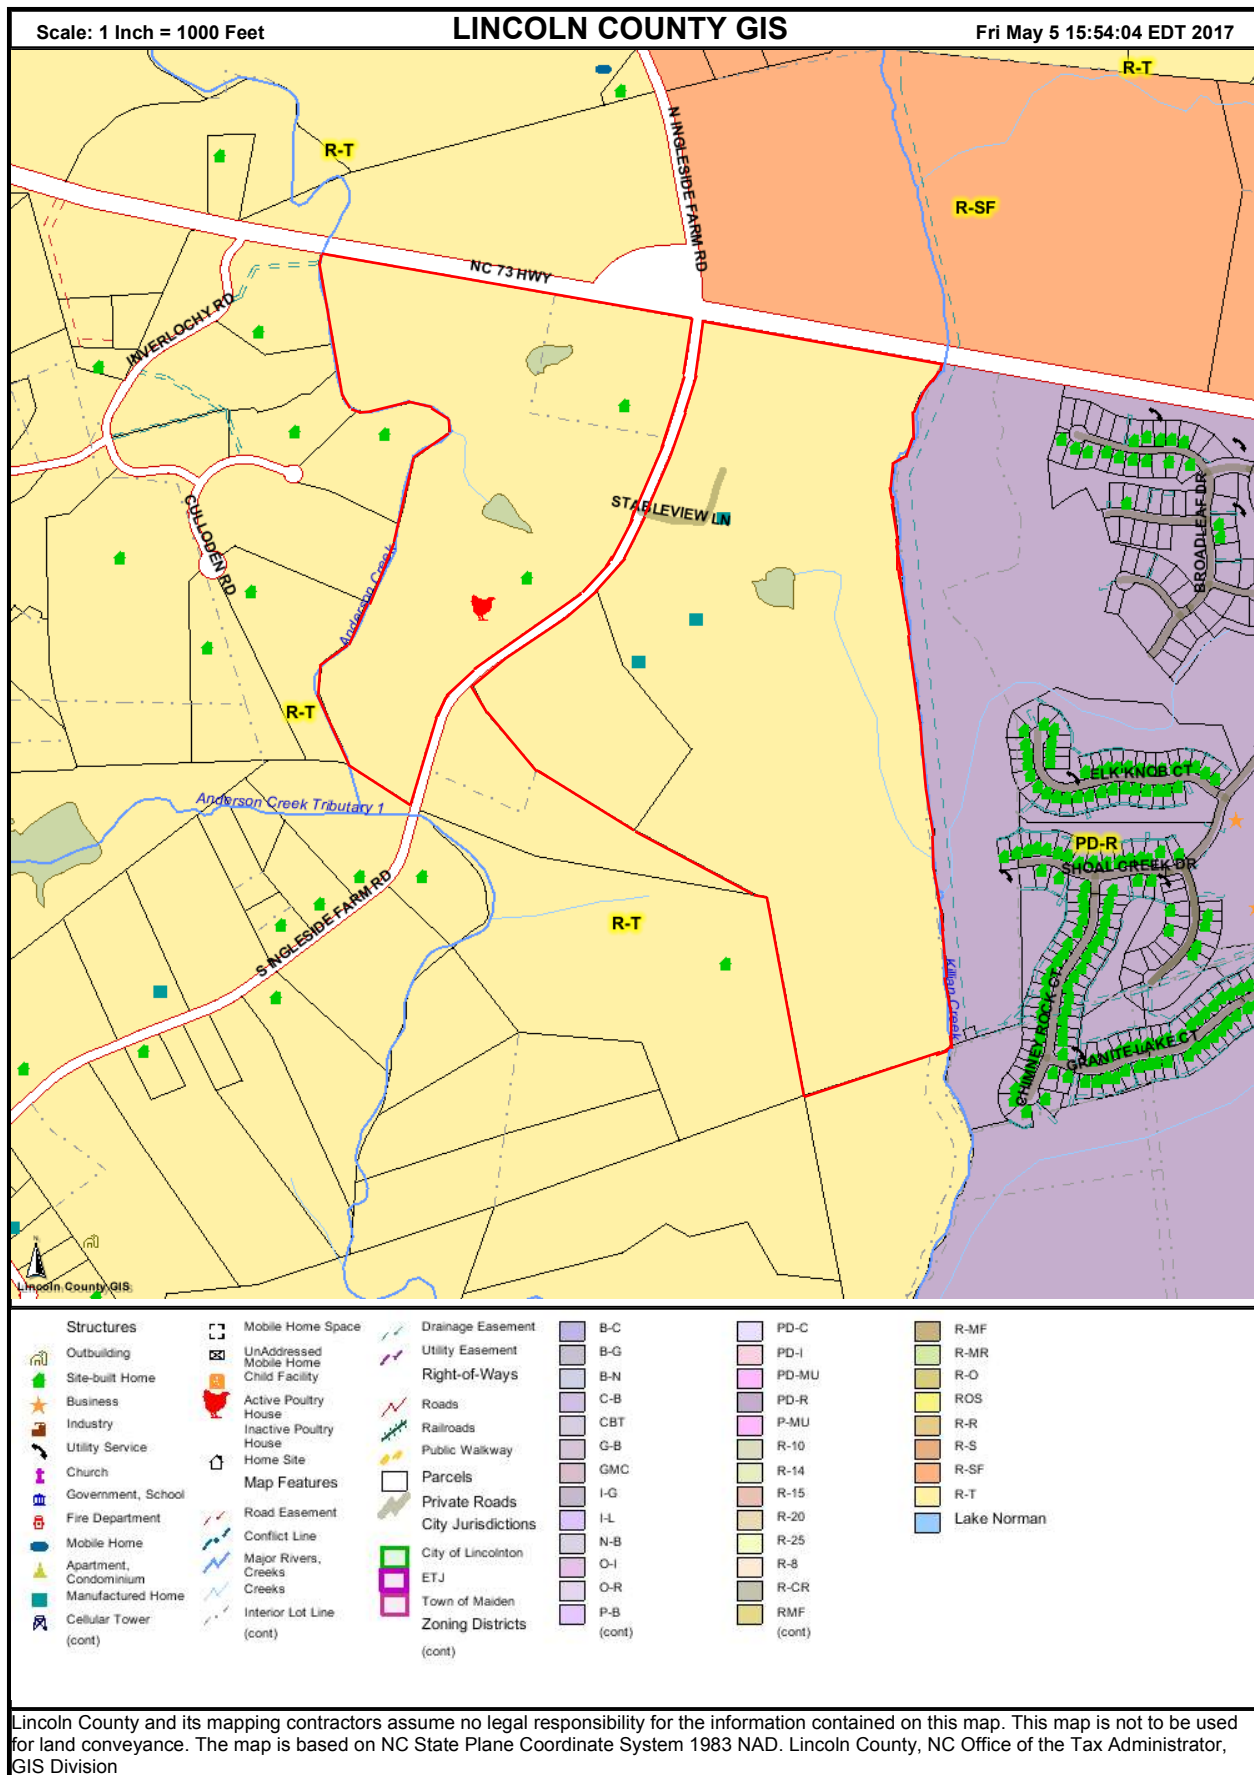 Scale: 1 Inch = 1000 Feet
LINCOLN COUNTY GIS
Fri May 5 15:54:04 EDT 2017
R-T
R-T
N INGLESIDE FARM RD
R-SF
NC 73 HWY
INVERLOCHY RD
BROADLEAF DR
STABLEVIEW LN
CULLODEN RD
Anderson Creek
R-T
ELK KNOB CT
Anderson Creek Tributary 1
PD-R
SHOAL CREEK DR
S INGLESIDE FARM RD
R-T
Killian Creek
CHIMNEY ROCK CT
GRANITE LAKE CT
N
Lincoln County GIS
Structures
Outbuilding
Site-built Home
Business
Industry
Utility Service
Church
Government, School
Fire Department
Mobile Home
Apartment,
Condominium
Manufactured Home
Cellular Tower
(cont)
Mobile Home Space
UnAddressed
Mobile Home
Child Facility
Active Poultry
House
Inactive Poultry
House
Home Site
Map Features
Road Easement
Conflict Line
Major Rivers,
Creeks
Creeks
Interior Lot Line
(cont)
Drainage Easement
Utility Easement
Right-of-Ways
Roads
Railroads
Public Walkway
Parcels
Private Roads
City Jurisdictions
City of Lincolnton
ETJ
Town of Maiden
Zoning Districts
(cont)
B-C
B-G
B-N
C-B
CBT
G-B
GMC
I-G
I-L
N-B
O-I
O-R
P-B
(cont)
PD-C
PD-I
PD-MU
PD-R
P-MU
R-10
R-14
R-15
R-20
R-25
R-8
R-CR
RMF
(cont)
R-MF
R-MR
R-O
ROS
R-R
R-S
R-SF
R-T
Lake Norman
Lincoln County and its mapping contractors assume no legal responsibility for the information contained on this map. This map is not to be used
for land conveyance. The map is based on NC State Plane Coordinate System 1983 NAD. Lincoln County, NC Office of the Tax Administrator,
GIS Division